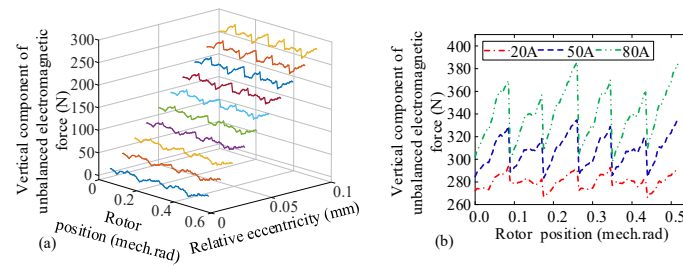 Vertical component of
unbalanced electromagnetic
force (N)
300
250
200
150
100
50
0
0
0.2
0.4
0.6
Rotor
position (mech.rad)
0
0.05
0.1
Relative eccentricity (mm)
(a)
(b)
Vertical component of
unbalanced electromagnetic
force (N)
400
380
360
340
320
300
280
260
20A 50A 80A
0.0 0.1 0.2 0.3 0.4 0.5
Rotor position (mech.rad)